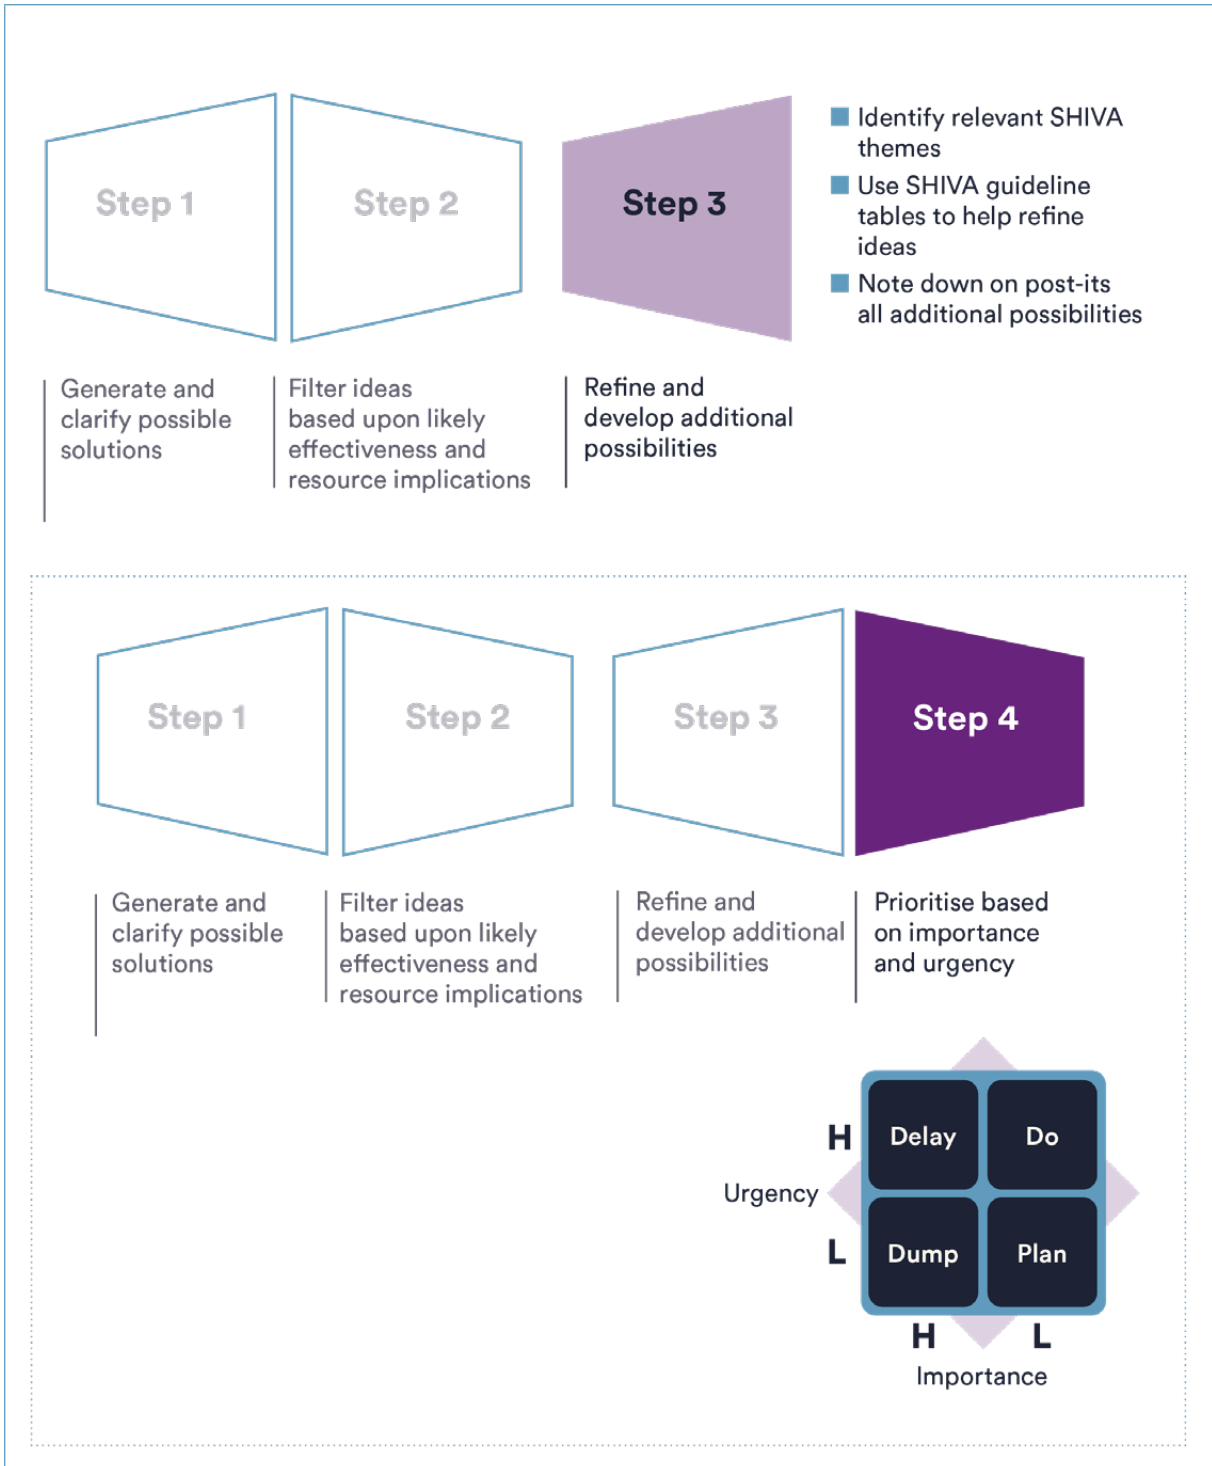 Step 1
Step 2
Step 3
Identify relevant SHIVA
themes
Use SHIVA guideline
tables to help refine
ideas
Note down on post-its
all additional possibilities
Generate and
clarify possible
solutions
Filter ideas
based upon likely
effectiveness and
resource implications
Refine and
develop additional
possibilities
Step 1
Step 2
Step 3
Step 4
Generate and
clarify possible
solutions
Filter ideas
based upon likely
effectiveness and
resource implications
Refine and
develop additional
possibilities
Prioritise based
on importance
and urgency
H
Delay
Do
Urgency
L
Dump
Plan
H
L
Importance